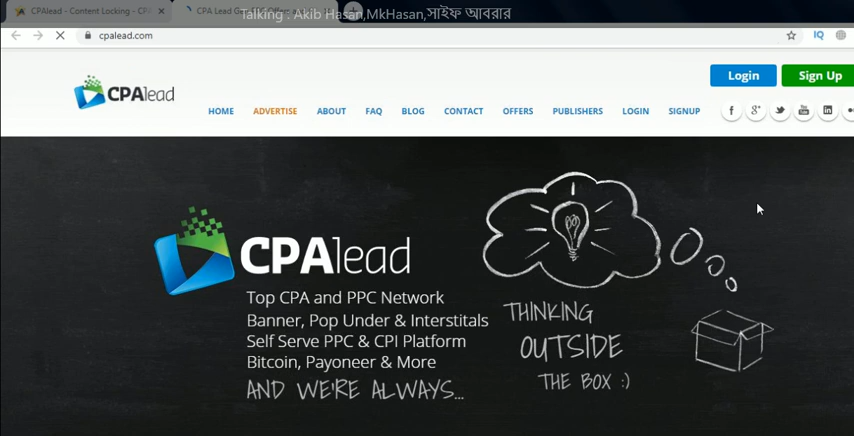 CPAlead - Content Locking - CPA
CPA Lead
Talking : Akib Hasan,MkHasan,সাইফ আবরার
cpalead.com
IQ
Login
Sign Up
CPAlead
HOME
ADVERTISE
ABOUT
FAQ
BLOG
CONTACT
OFFERS
PUBLISHERS
LOGIN
SIGNUP
CPAlead
Top CPA and PPC Network
Banner, Pop Under & Interstitals
Self Serve PPC & CPI Platform
Bitcoin, Payoneer & More
AND WE'RE ALWAYS...
THINKING
OUTSIDE
THE BOX :)